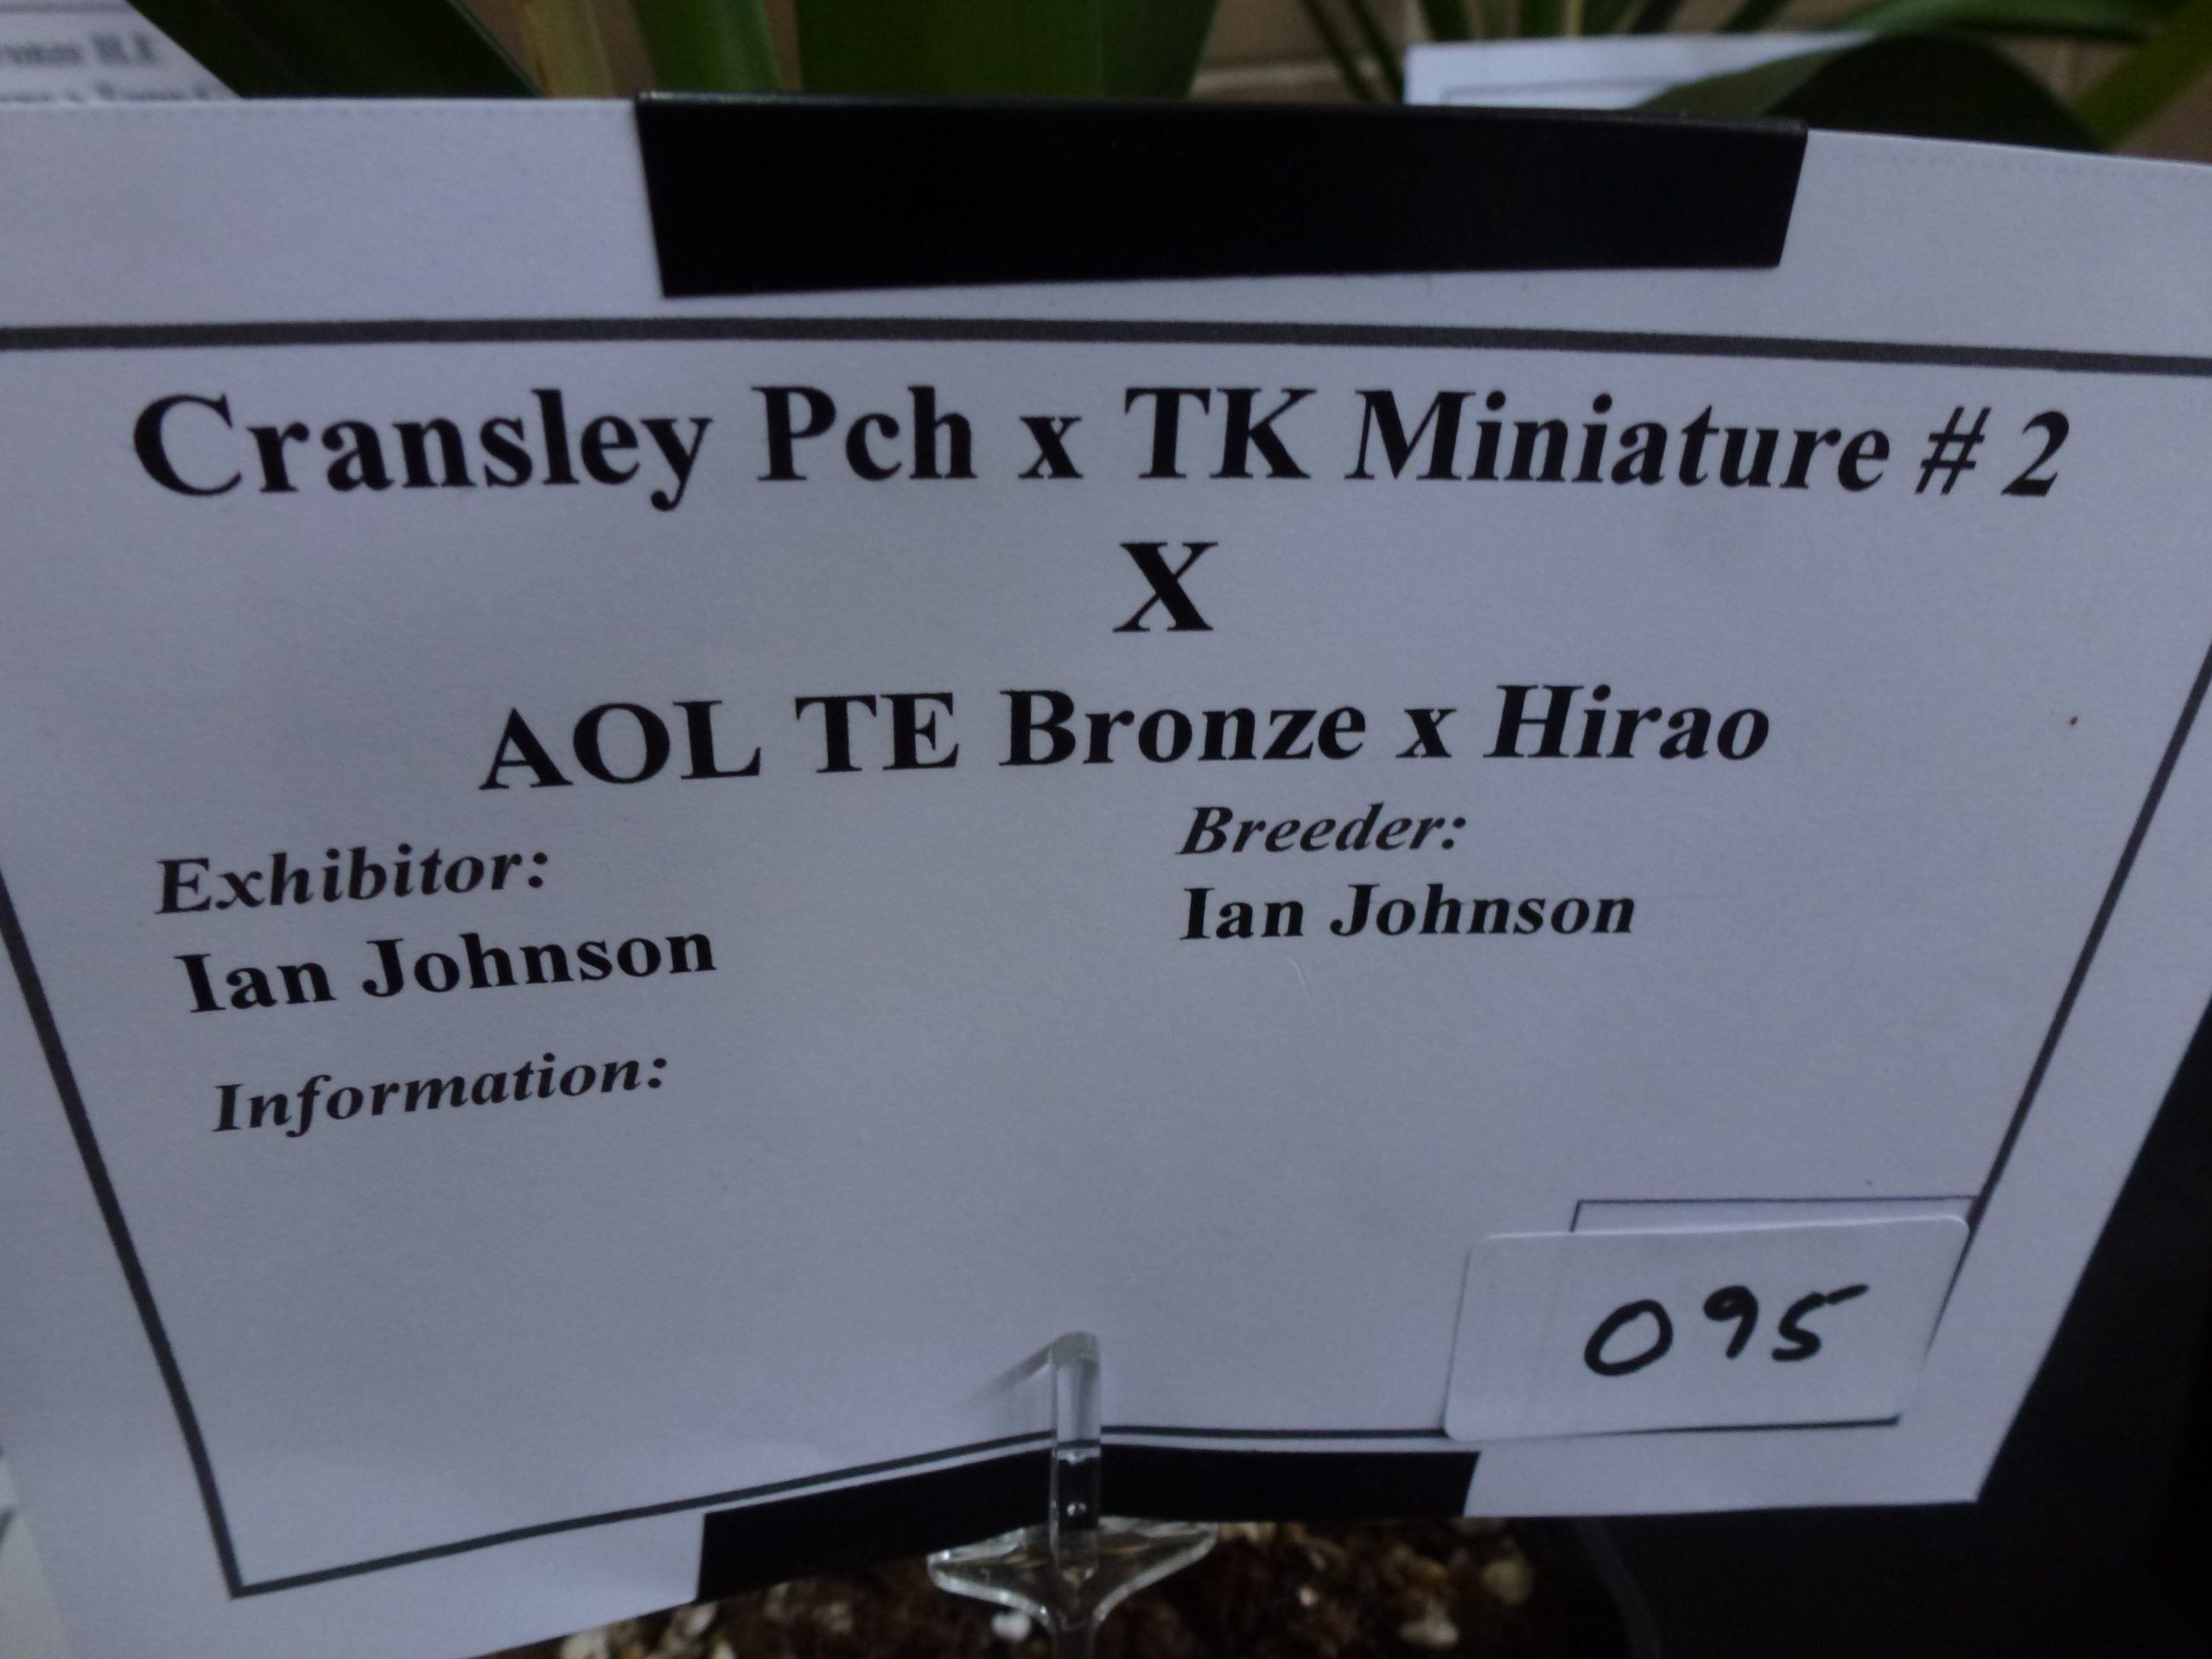 Cransley Pch x TK Miniature # 2
X
AOL TE Bronze x Hirao
Exhibitor:
Breeder:
Ian Johnson
Ian Johnson
Information:
095